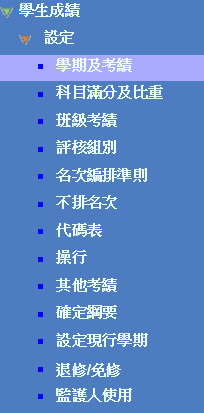 學生成績
設定
學期及考績
科目滿分及比重
班級考績
評核組別
名次編排準則
不排名次
代碼表
操行
其他考績
確定綱要
設定現行學期
退修/免修
監護人使用